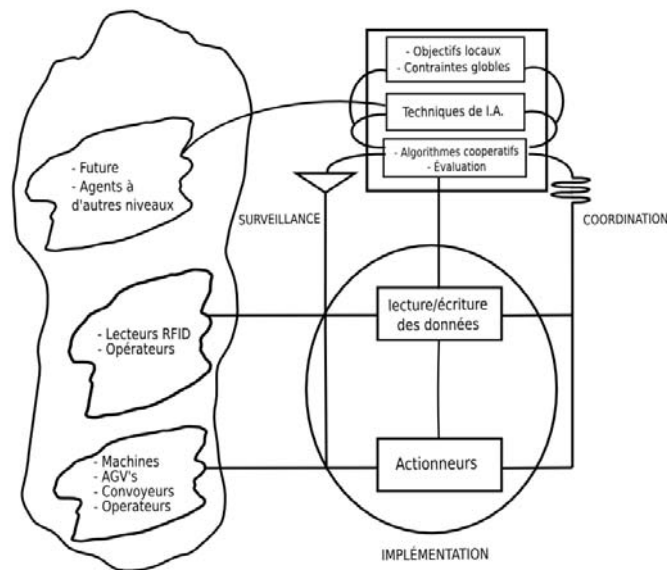 - Objectifs locaux
- Contraintes globles
Techniques de I.A.
- Algorithmes cooperatifs
- Évaluation
- Future
- Agents à
d'autres niveaux
SURVEILLANCE
COORDINATION
- Lecteurs RFID
- Opérateurs
lecture/écriture
des données
- Machines
- AGV's
- Convoyeurs
- Operateurs
Actionneurs
IMPLÉMENTATION